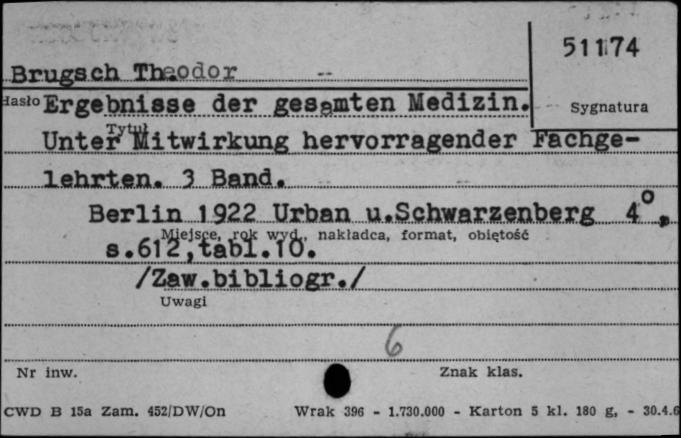 51174
Brugsch Theodor --
Hasło Ergebnisse der gesamten Medizin.
Sygnatura
Tytuł
Unter Mitwirkung hervorragender Fachge-
lehrten. 3 Band.
Berlin 1922 Urban u.Schwarzenberg 4°,
Miejsce, rok wyd., nakładca, format, objętość
s.612,tabl.10.
/Zaw.bibliogr./
Uwagi
6
Nr inw. Znak klas.
CWD B 15a Zam. 452/DW/On Wrak 396 - 1.730.000 - Karton 5 kl. 180 g, - 30.4.6